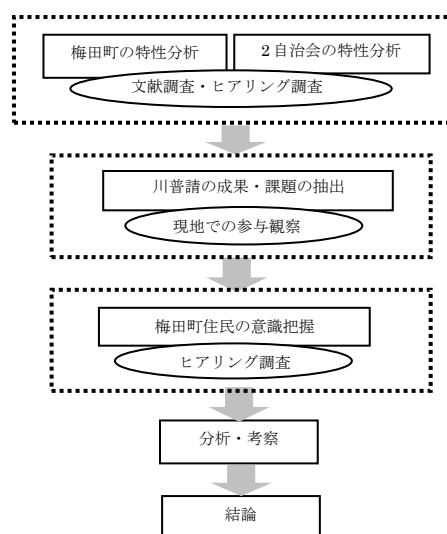 梅田町の特性分析
2自治会の特性分析
文献調査・ヒアリング調査
川普請の成果・課題の抽出
現地での参与観察
梅田町住民の意識把握
ヒアリング調査
分析・考察
結論